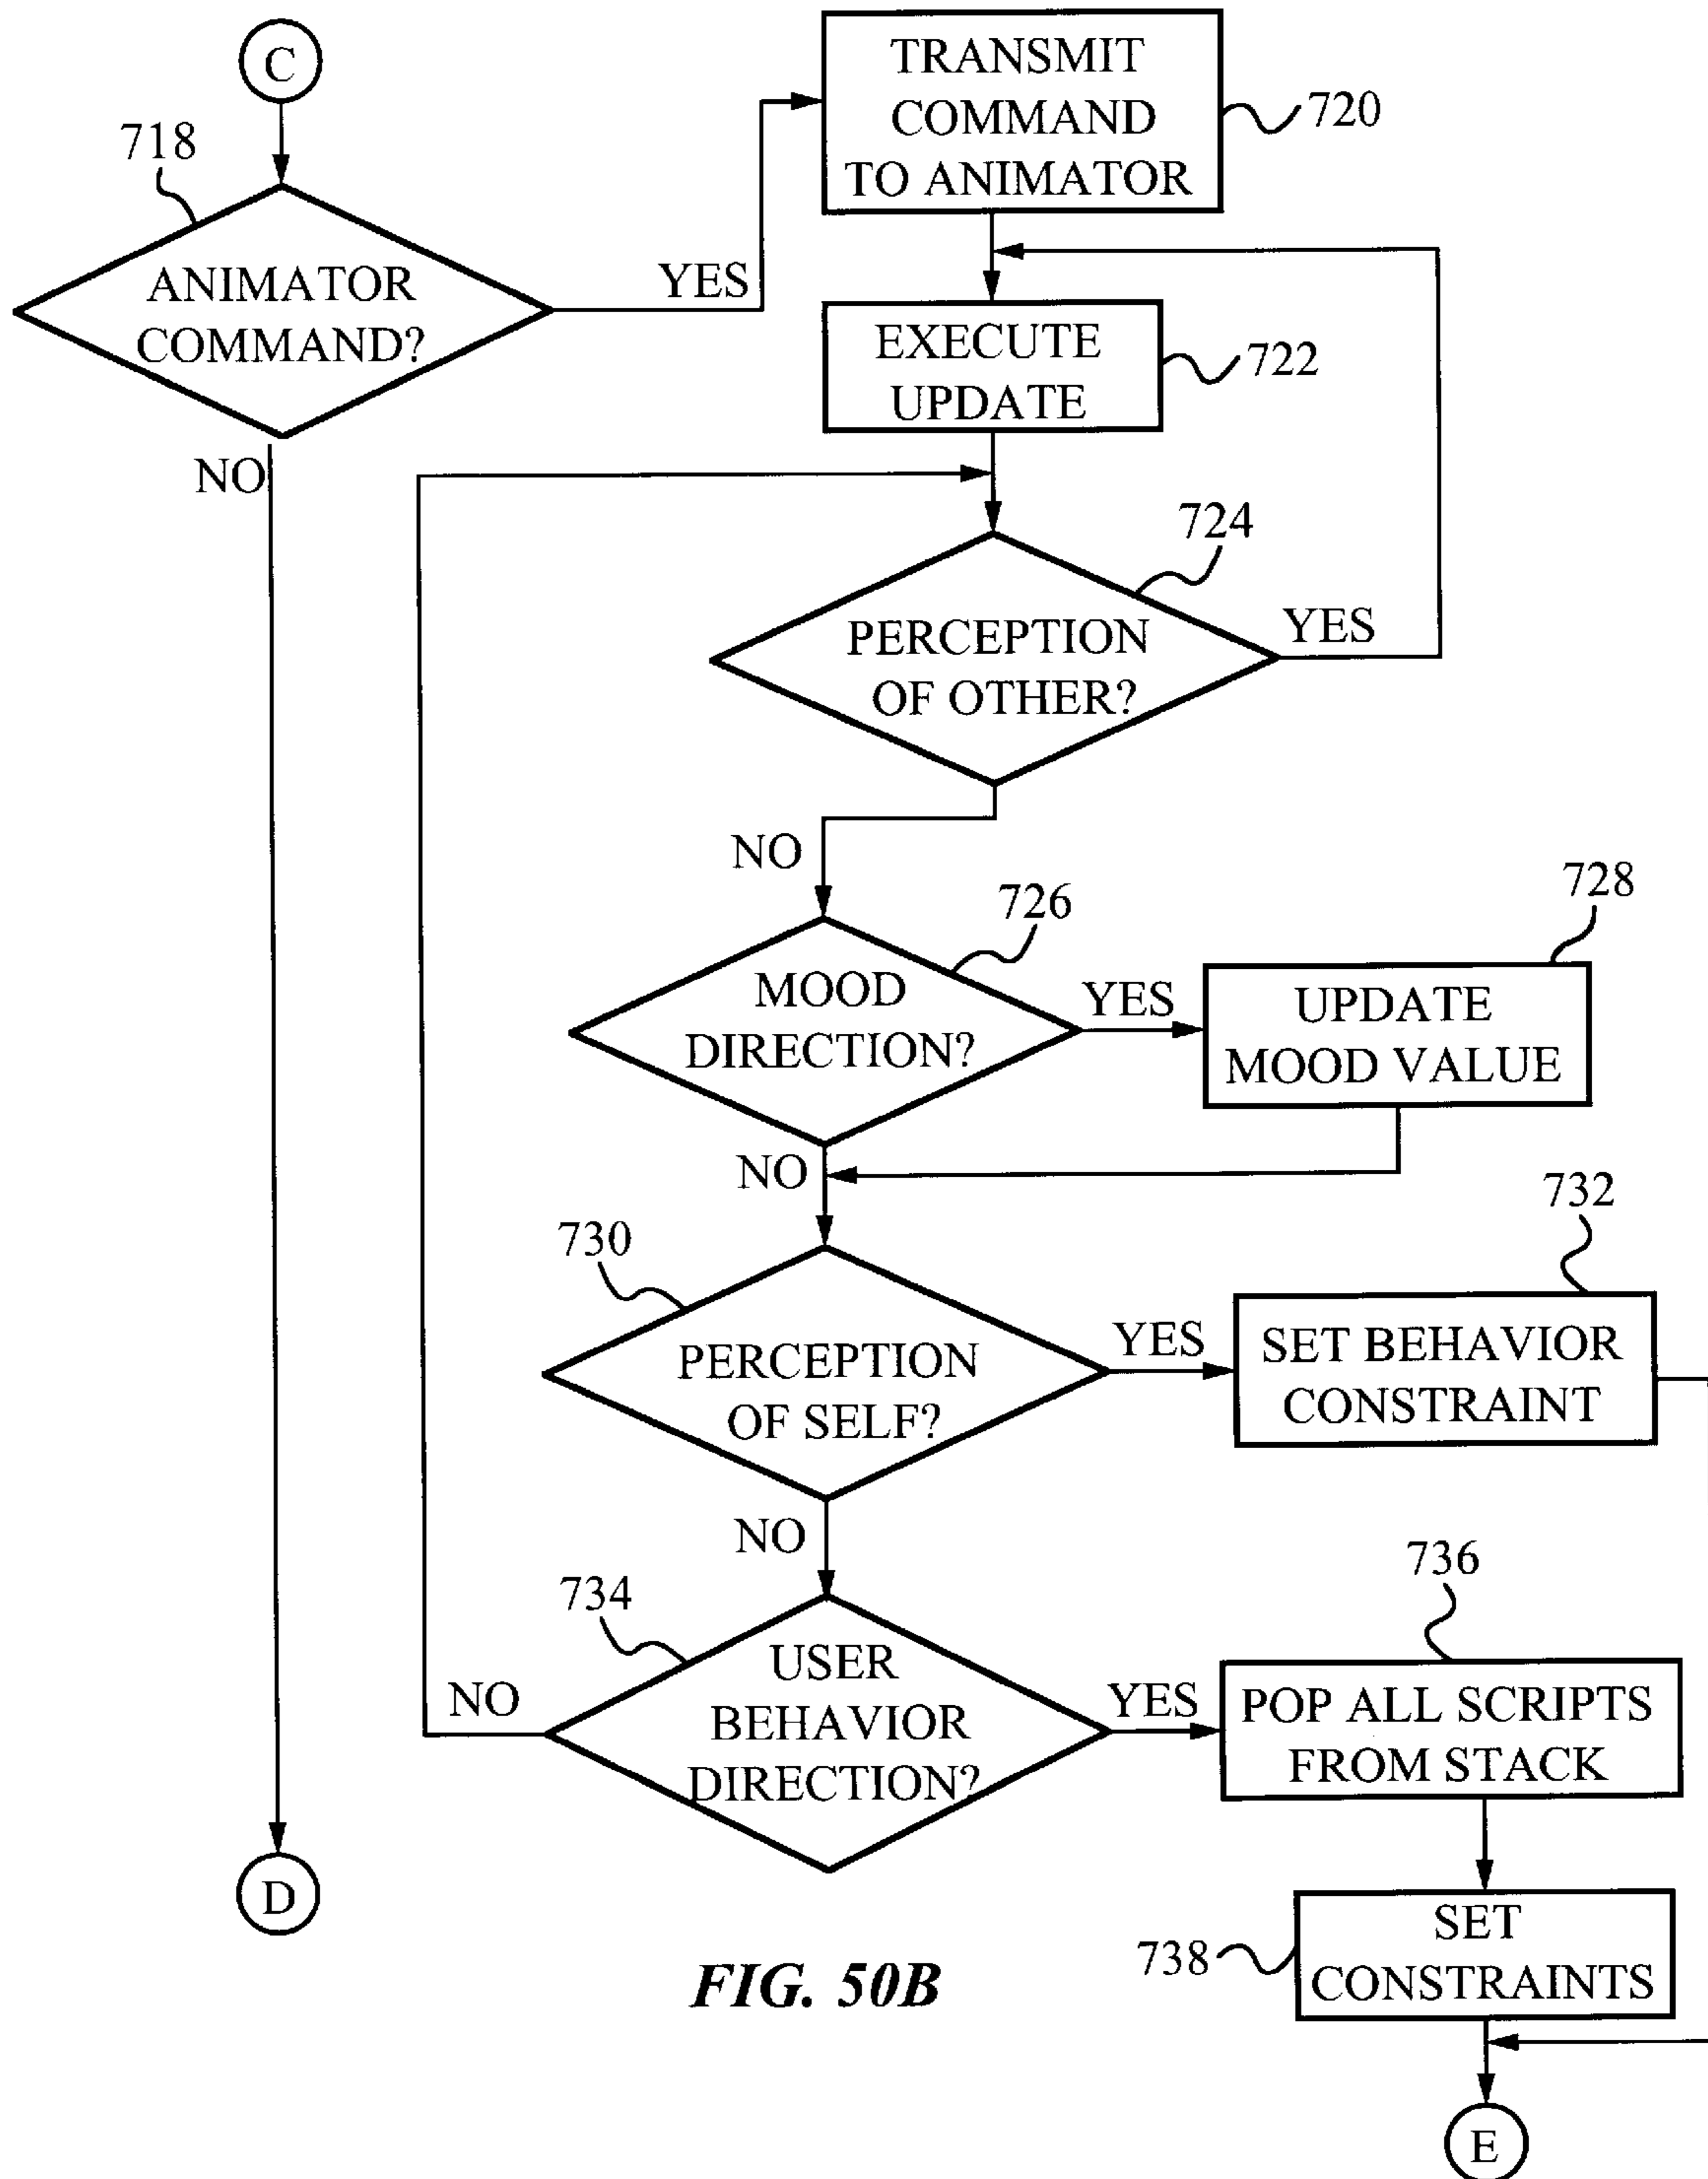 C
TRANSMIT
COMMAND
TO ANIMATOR
720
718
ANIMATOR
COMMAND?
YES
NO
EXECUTE
UPDATE
722
724
PERCEPTION
OF OTHER?
YES
NO
726
MOOD
DIRECTION?
YES
728
UPDATE
MOOD VALUE
NO
730
PERCEPTION
OF SELF?
YES
732
SET BEHAVIOR
CONSTRAINT
NO
734
USER
BEHAVIOR
DIRECTION?
NO
YES
736
POP ALL SCRIPTS
FROM STACK
D
738
SET
CONSTRAINTS
FIG. 50B
E